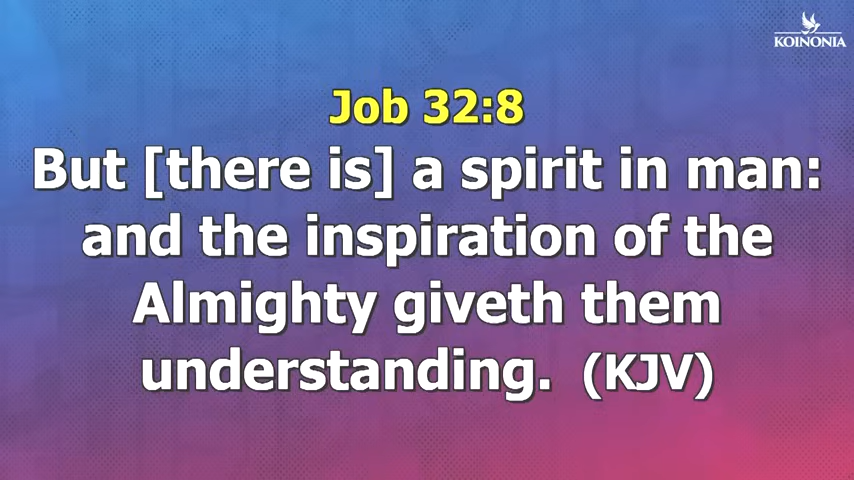 KOINONIA
Job 32:8
But [there is] a spirit in man:
and the inspiration of the
Almighty giveth them
understanding. (KJV)